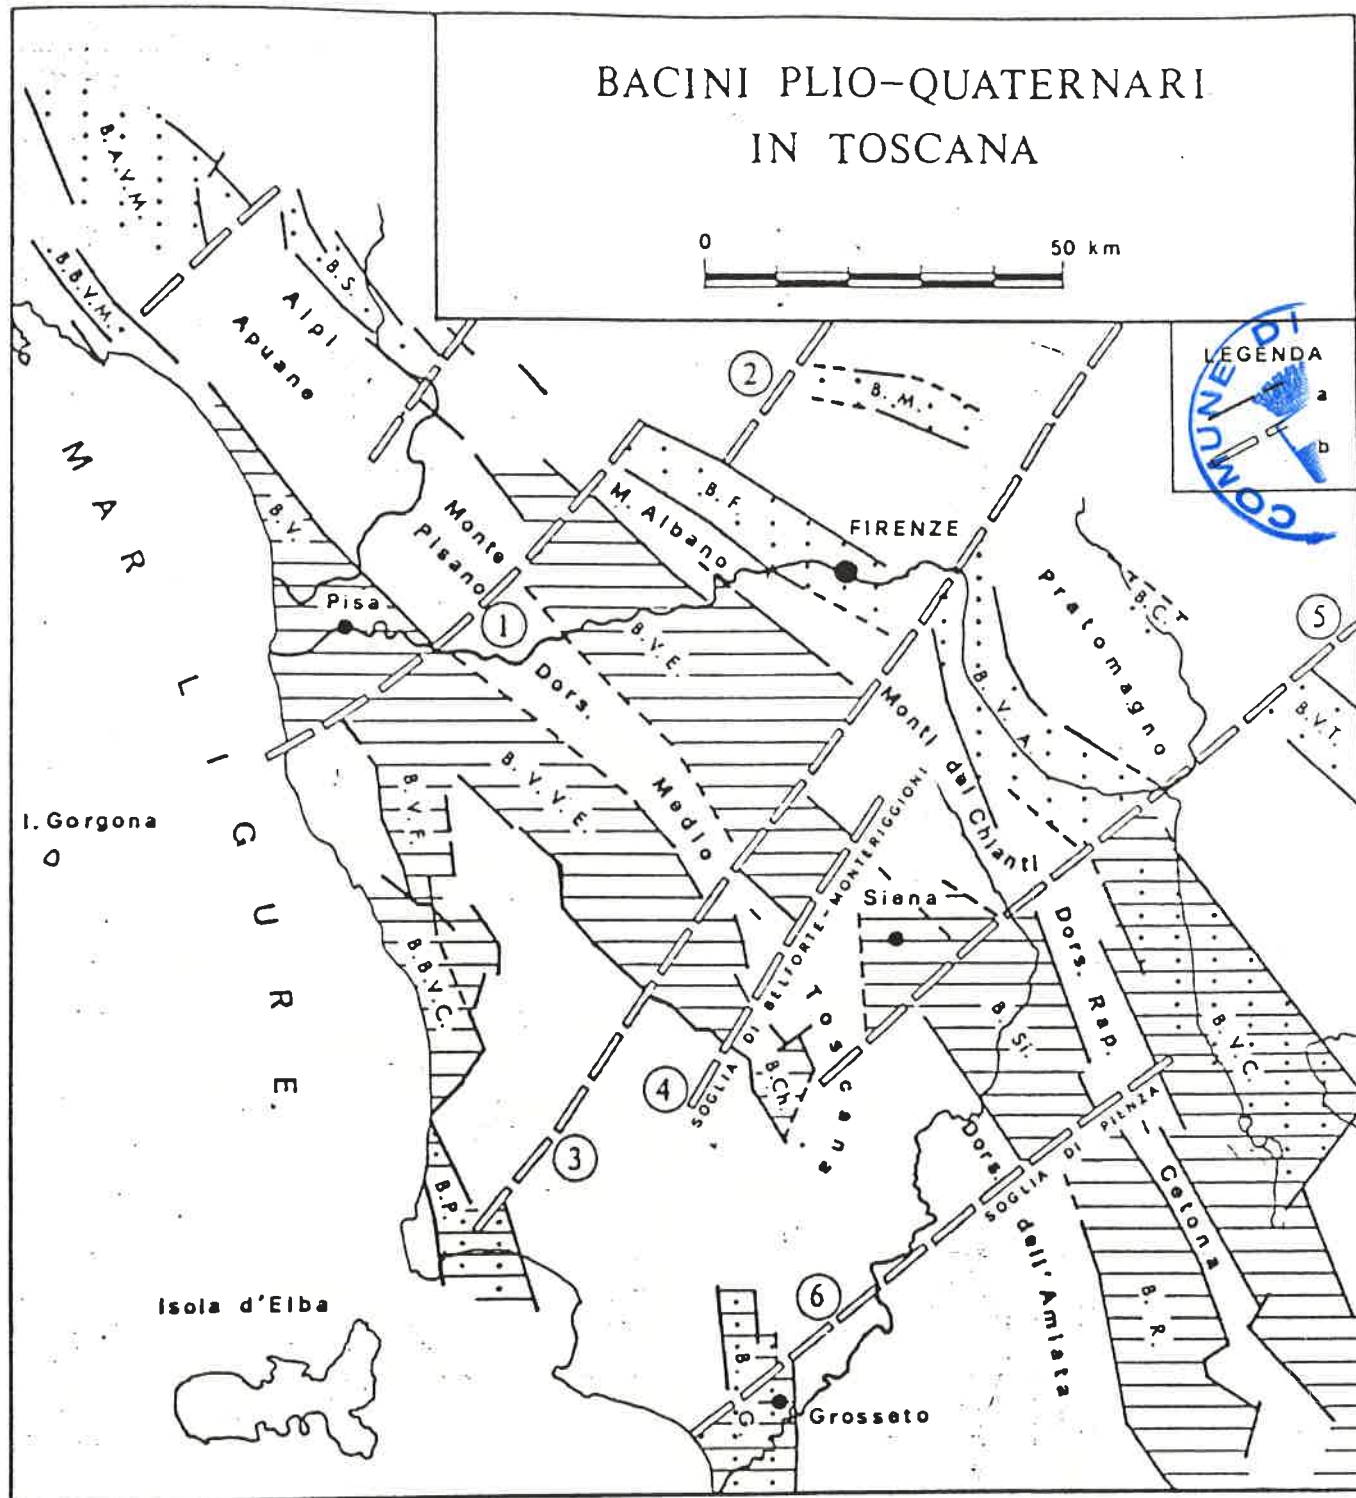 BACINI PLIO-QUATERNARI
IN TOSCANA
0
50 km
LEGENDA
a
b
COMUNE DI
B.A.V.M.
B.B.V.M.
B.S.
Alpi
Apuane
2
B. M.
B.F.
M. Albano
FIRENZE
MAR LIGURE.
B.V.
Monte
Pisano
Pisa
1
B.V.E.
Pratomagno
B.C.T.
5
B.V.T.
Dors.
Medio
Toscana
Monti del Chianti
B.V.A.
B.V.V.E.
B.V.F.
I. Gorgona
SOGLIA DI BELFORTE-MONTERIGGIONI
Siena
Dors. Rap.
Cetona
B.B.V.C.
B. Si.
B.V.C.
4
B.Ch.
SOGLIA DI PIENZA
3
Dors.
dell'Amiata
B.P.
B. R.
Isola d'Elba
6
B. G.
Grosseto